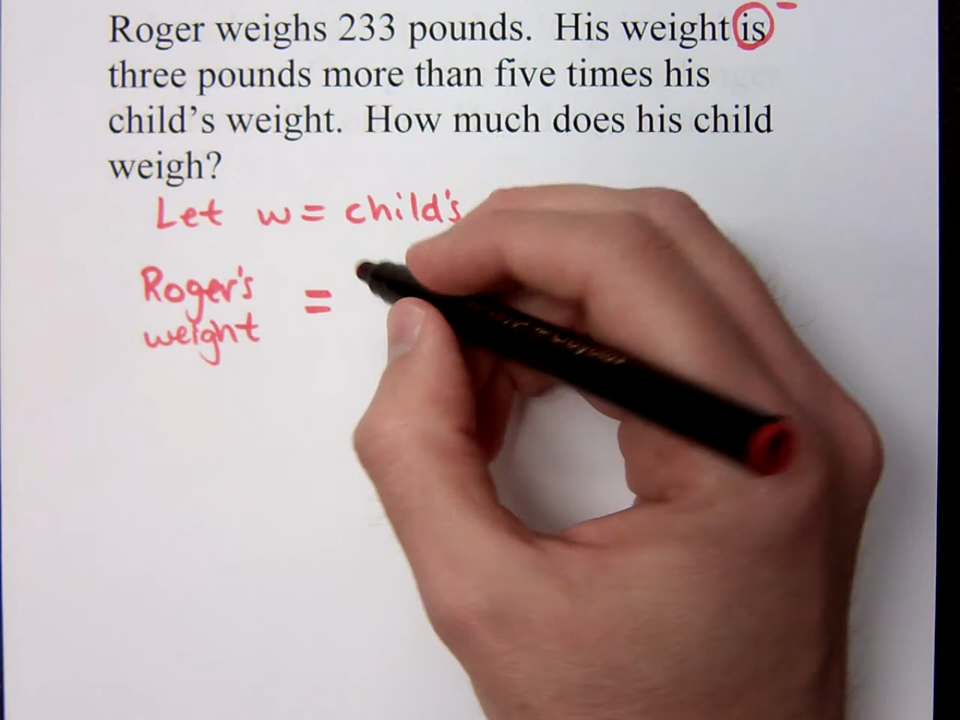 Roger weighs 233 pounds. His weight is
three pounds more than five times his
child's weight. How much does his child
weigh?
Let w = child's
Roger's
weight =